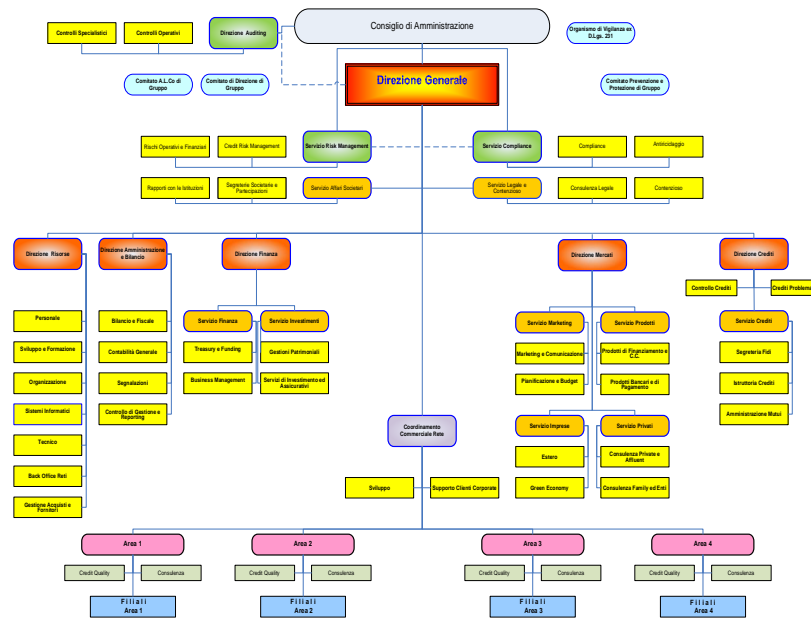 Consiglio di Amministrazione
Controlli Specialistici
Controlli Operativi
Direzione Auditing
Organismo di Vigilanza ex
D.Lgs. 231
Direzione Generale
Comitato A.L.Co di
Gruppo
Comitato di Direzione di
Gruppo
Comitato Prevenzione e
Protezione di Gruppo
Rischi Operativi e Finanzieri
Credit Risk Management
Servizio Risk Management
Servizio Compliance
Compliance
Antiriciclaggio
Rapporti con le Istituzioni
Segreterie Societarie e
Partecipazioni
Servizio Affari Societari
Servizio Legale e
Contenzioso
Consulenza Legale
Contenzioso
Direzione Risorse
Direzione Amministrazione
e Bilancio
Direzione Finanza
Direzione Mercati
Direzione Crediti
Controllo Crediti
Crediti Problema
Personale
Bilancio e Fiscale
Servizio Finanza
Servizio Investimenti
Servizio Marketing
Servizio Prodotti
Servizio Crediti
Sviluppo e Formazione
Contabilità Generale
Treasury e Funding
Gestioni Patrimoniali
Marketing e Comunicazione
Prodotti di Finanziamento e
C.C.
Segreteria Fidi
Organizzazione
Segnalazioni
Business Management
Servizi di Investimento ed
Assicurativi
Pianificazione e Budget
Prodotti Bancari e di
Pagamento
Istruttoria Crediti
Sistemi Informatici
Controllo di Gestione e
Reporting
Amministrazione Mutui
Coordinamento
Commerciale Rete
Servizio Imprese
Servizio Privati
Tecnico
Estero
Consulenza Private e
Affluent
Back Office Reti
Sviluppo
Supporto Clienti Corporate
Green Economy
Consulenza Family ed Enti
Gestione Acquisti e
Fornitori
Area 1
Area 2
Area 3
Area 4
Credit Quality
Consulenza
Credit Quality
Consulenza
Credit Quality
Consulenza
Credit Quality
Consulenza
Filiali
Area 1
Filiali
Area 2
Filiali
Area 3
Filiali
Area 4